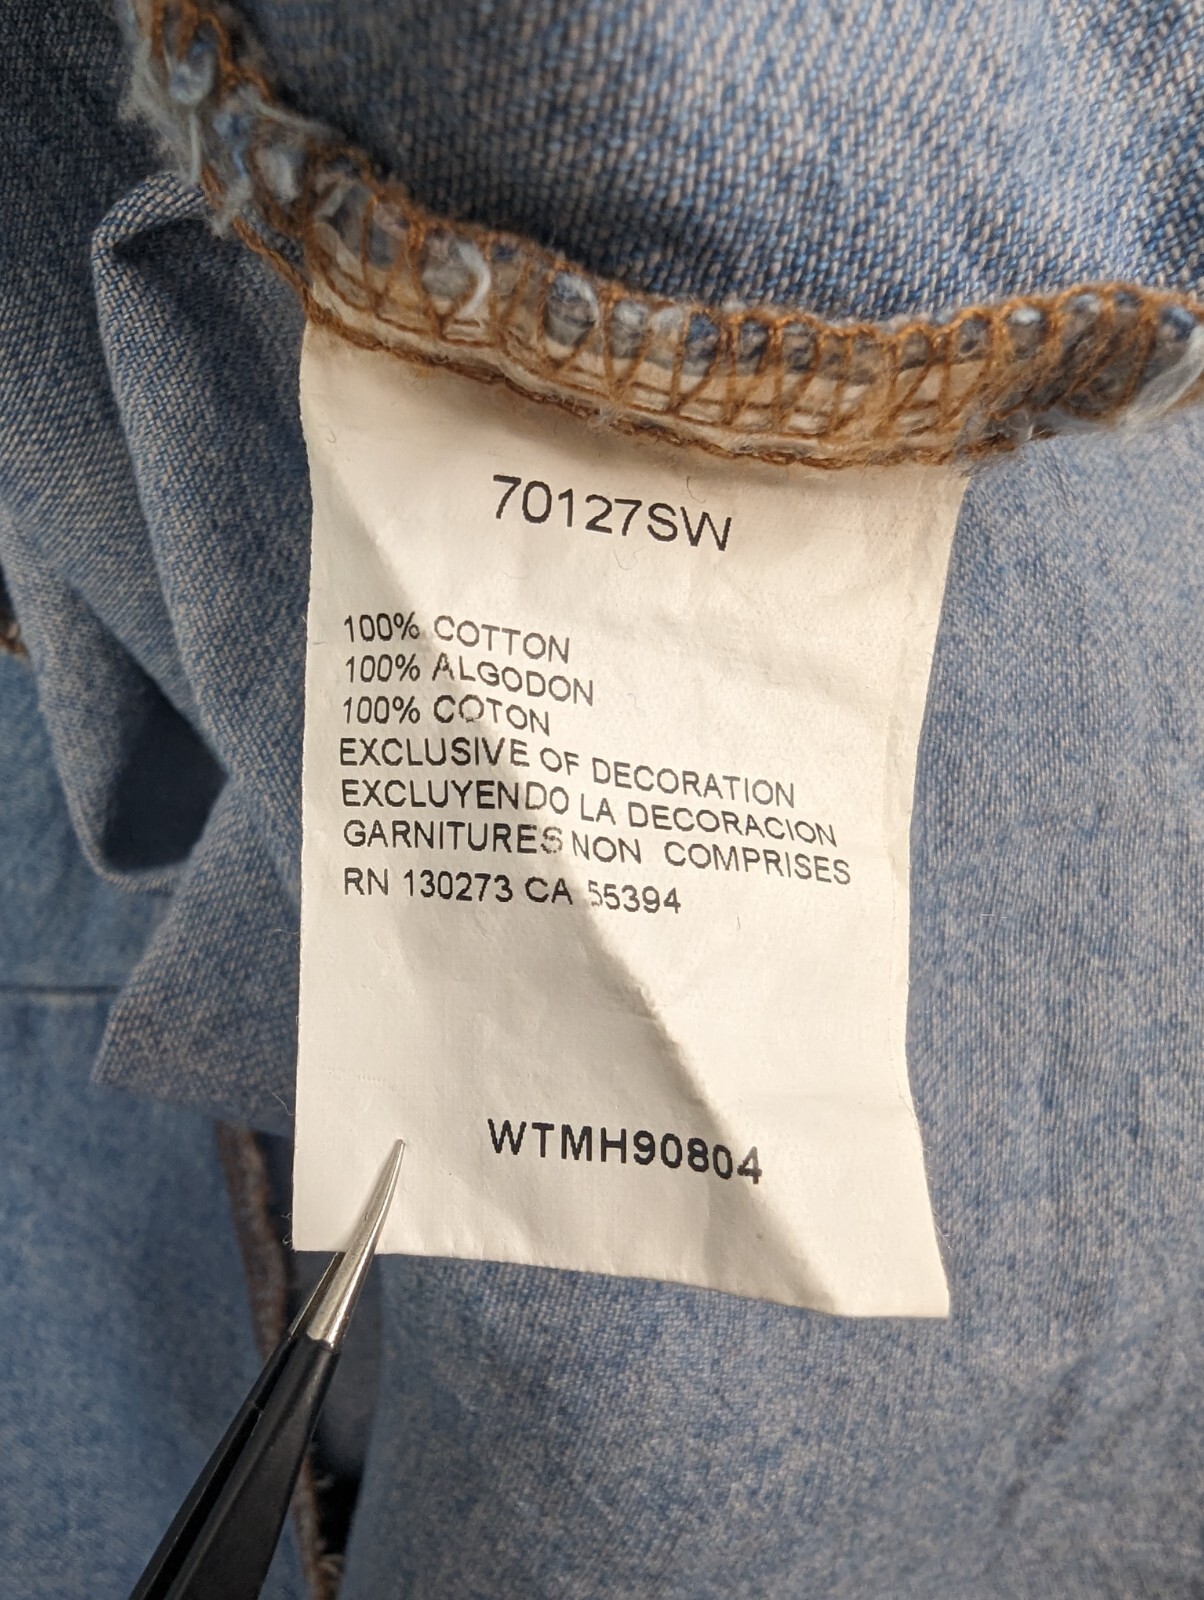 70127SW
100% COTTON
100% ALGODON
100% COTON
EXCLUSIVE OF DECORATION
EXCLUYENDO LA DECORACION
GARNITURES NON COMPRISES
RN 130273 CA 55394
WTMH90804